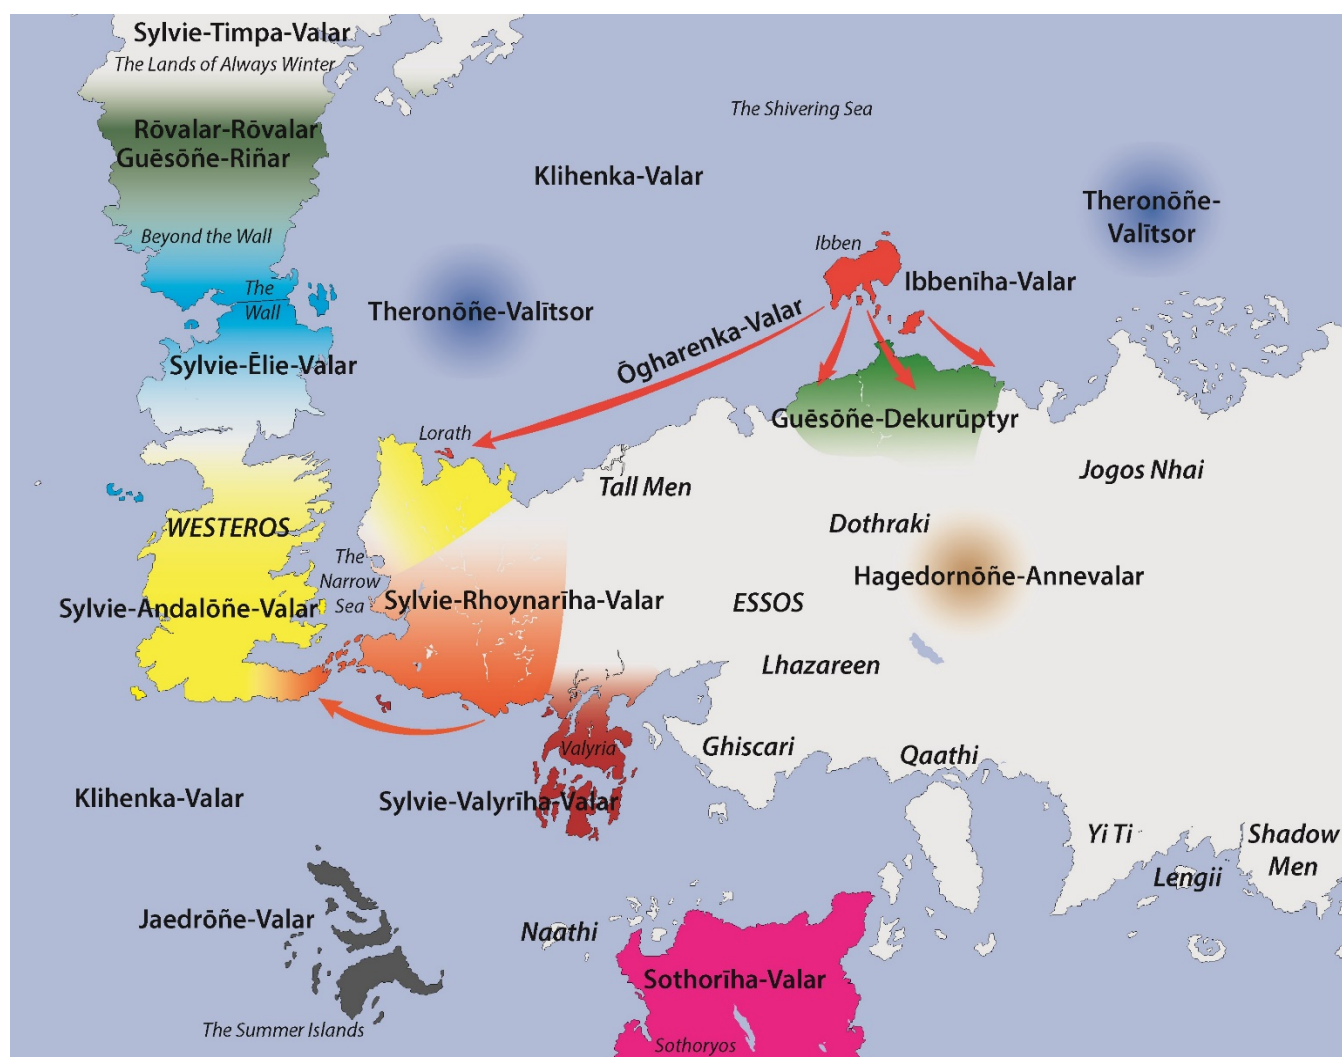 Sylvie-Timpa-Valar
The Lands of Always Winter
The Shivering Sea
Rōvalar-Rōvalar
Guēsōñe-Riñar
Klihenka-Valar
Theronōñe-
Valītsor
Beyond the Wall
Ibben
Ibbenīha-Valar
The
Wall
Theronōñe-Valītsor
Ōgharenka-Valar
Sylvie-Ēlie-Valar
Guēsōñe-Dekurūptyr
Lorath
Tall Men
Jogos Nhai
WESTEROS
Dothraki
The
Narrow
Sea
Hagedornōñe-Annevalar
Sylvie-Andalōñe-Valar
Sylvie-Rhoynarīha-Valar
ESSOS
Lhazareen
Valyria
Ghiscari
Qaathi
Klihenka-Valar
Sylvie-Valyrīha-Valar
Yi Ti
Shadow
Men
Lengii
Jaedrōñe-Valar
Naathi
Sothorīha-Valar
The Summer Islands
Sothoryos